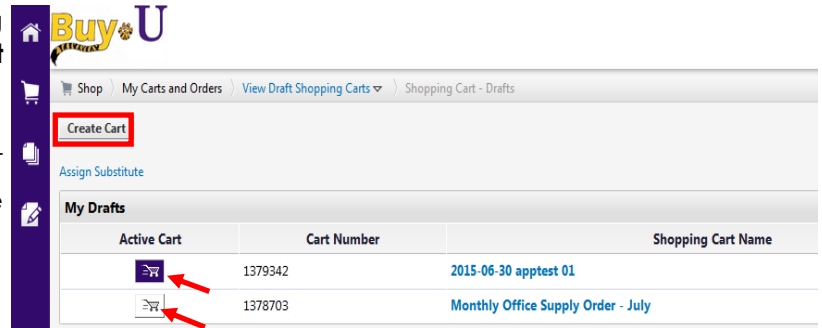 Buy U
Shop My Carts and Orders View Draft Shopping Carts Shopping Cart - Drafts
Create Cart
Assign Substitute
My Drafts
Active Cart Cart Number Shopping Cart Name
1379342 2015-06-30 apptest 01
1378703 Monthly Office Supply Order - July